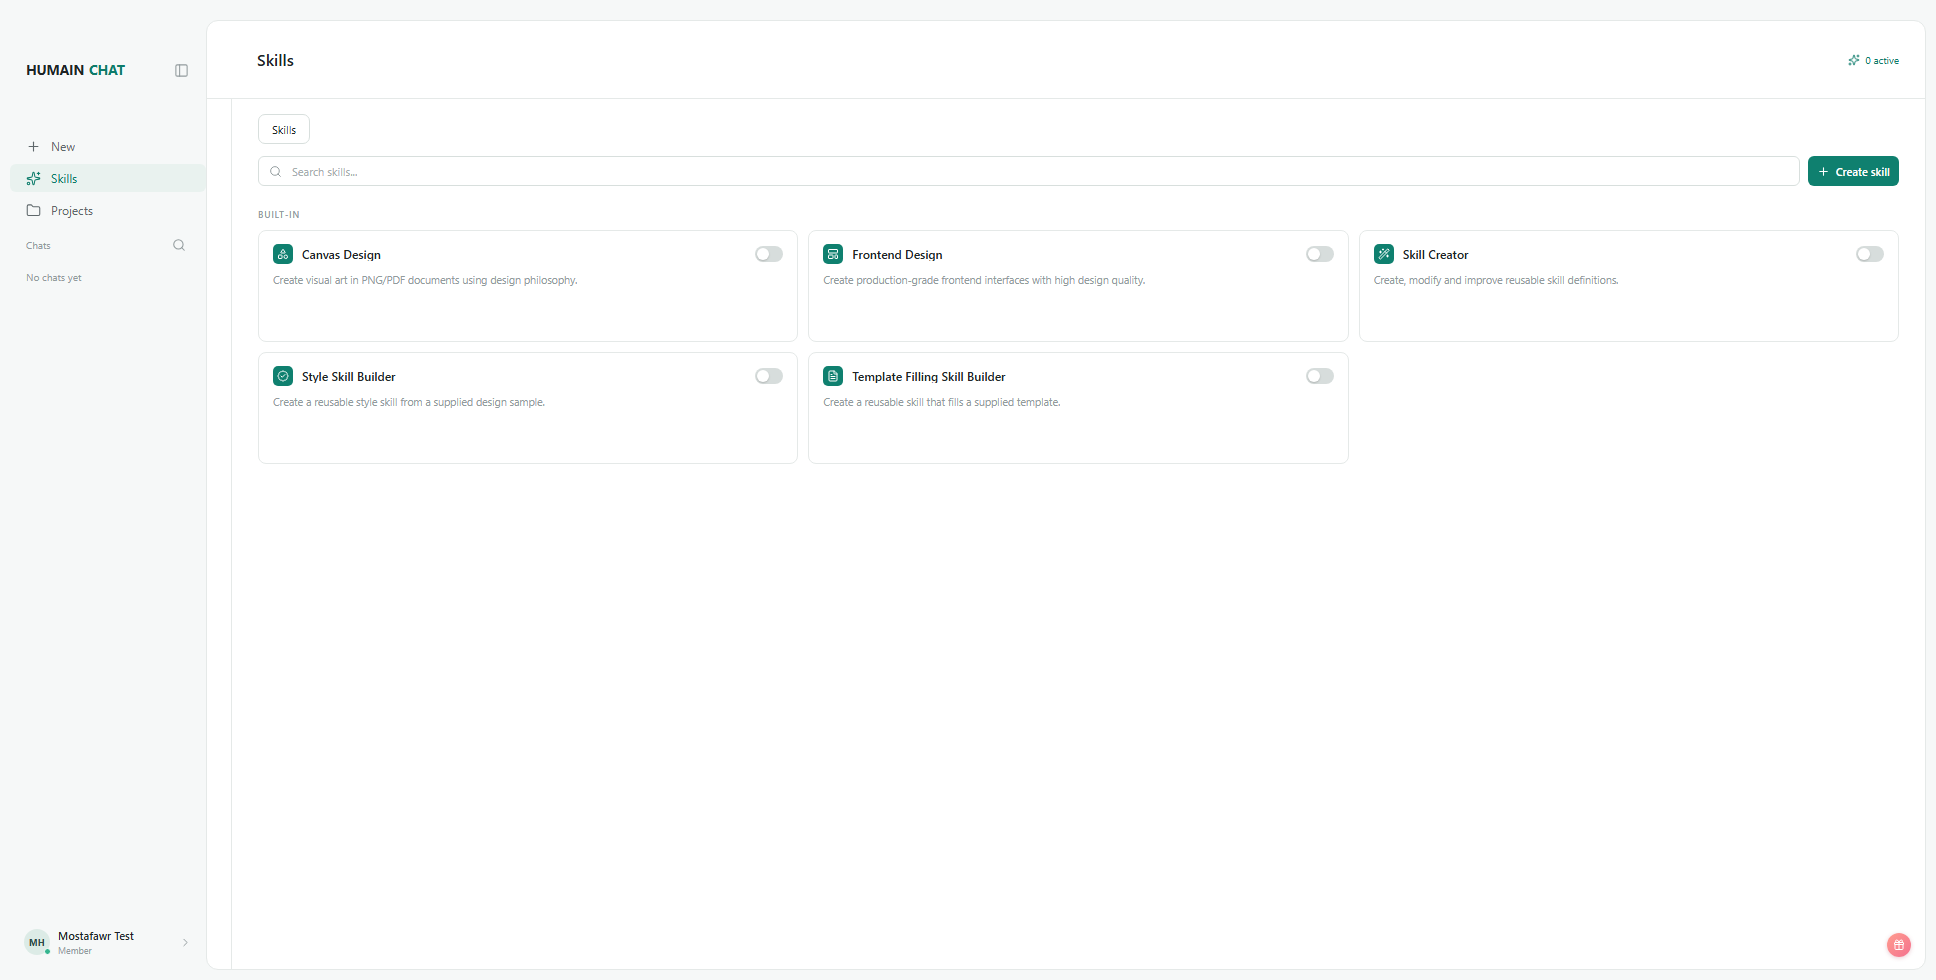 HUMAIN CHAT
New
Skills
Projects
Chats
No chats yet
Mostafawr Test
MH
Member
Skills
0 active
Skills
Search skills...
Create skill
BUILT-IN
Canvas Design
Create visual art in PNG/PDF documents using design philosophy.
Frontend Design
Create production-grade frontend interfaces with high design quality.
Skill Creator
Create, modify and improve reusable skill definitions.
Style Skill Builder
Create a reusable style skill from a supplied design sample.
Template Filling Skill Builder
Create a reusable skill that fills a supplied template.